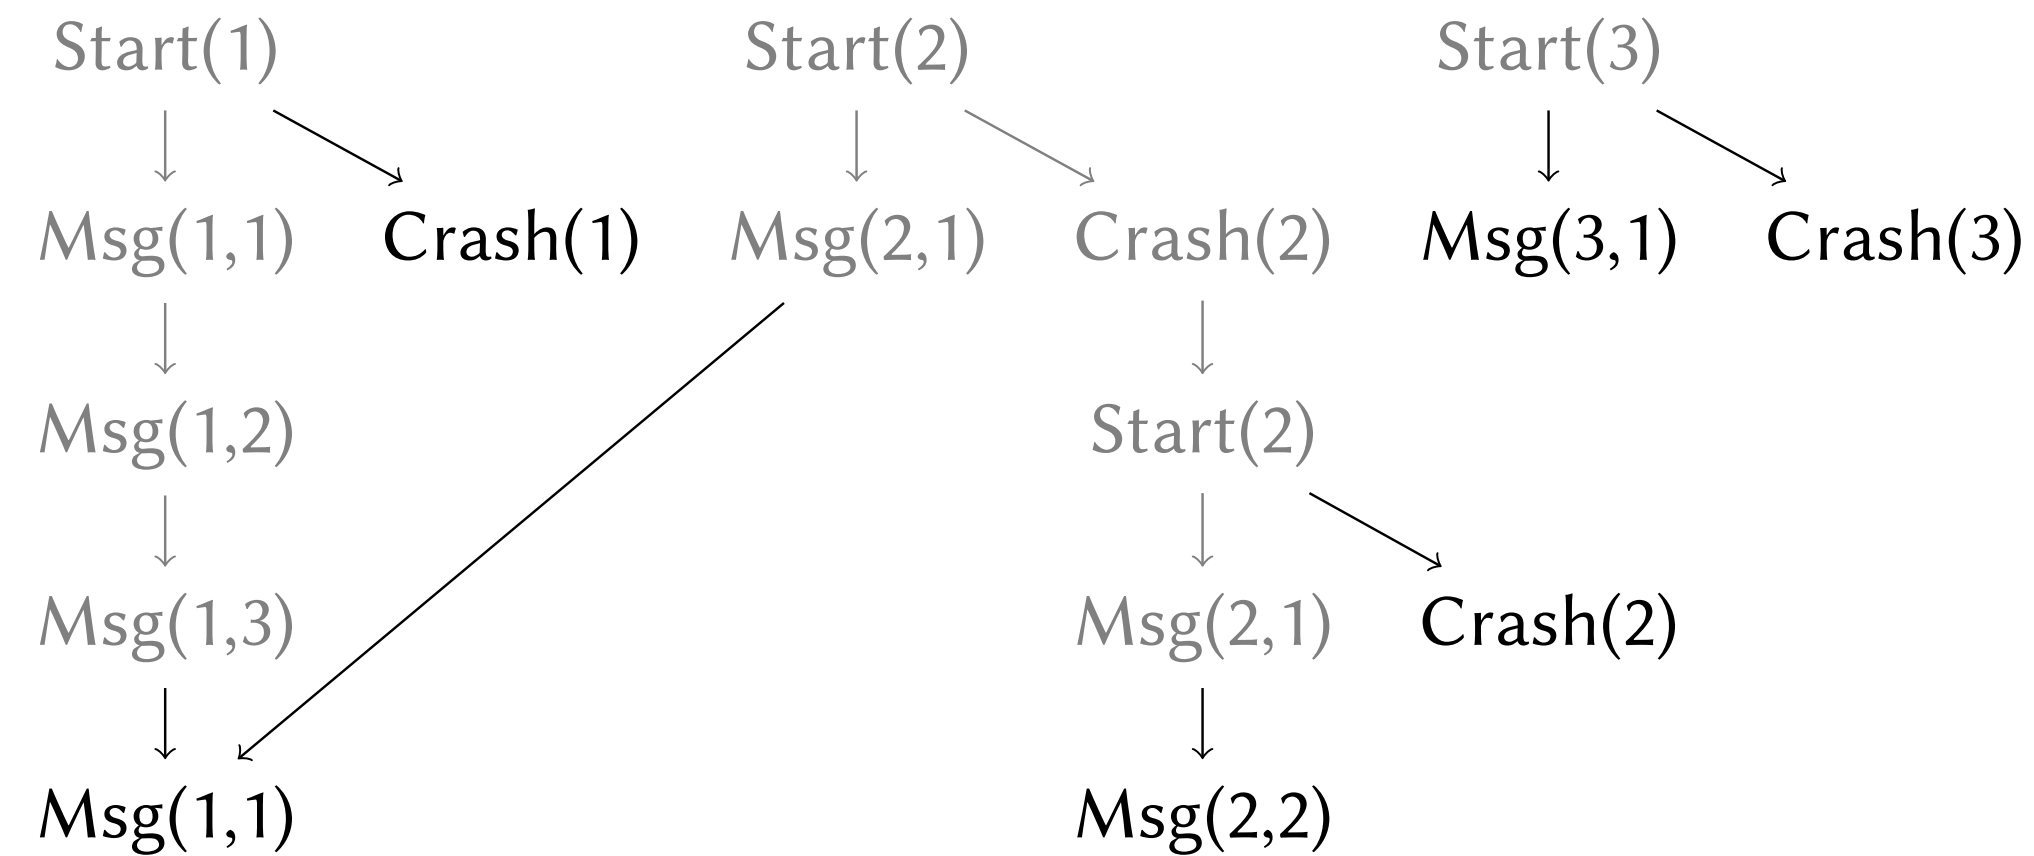 Start(1) Start(2) Start(3)
Msg(1,1) Crash(1) Msg(2,1) Crash(2) Msg(3,1) Crash(3)
Msg(1,2) Start(2)
Msg(1,3) Msg(2,1) Crash(2)
Msg(1,1) Msg(2,2)